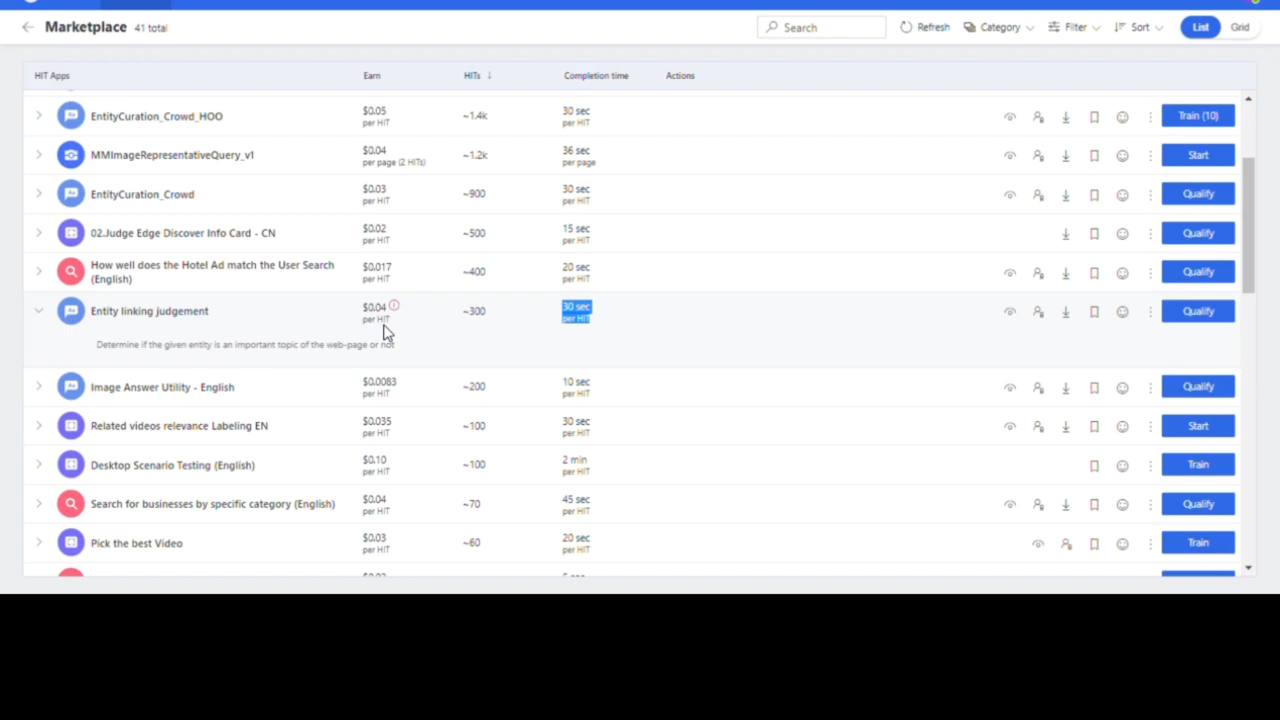 Marketplace 41 total
Search Refresh Category Filter Sort List Grid
HIT Apps Earn HITs ↓ Completion time Actions
EntityCuration_Crowd_HOO $0.05 per HIT ~1.4k 30 sec per HIT Train (10)
MMImageRepresentativeQuery_v1 $0.04 per page (2 HITs) ~1.2k 36 sec per page Start
EntityCuration_Crowd $0.03 per HIT ~900 30 sec per HIT Qualify
02.Judge Edge Discover Info Card - CN $0.02 per HIT ~500 15 sec per HIT Qualify
How well does the Hotel Ad match the User Search
(English) $0.017 per HIT ~400 20 sec per HIT Qualify
Entity linking judgement $0.04 per HIT ~300 30 sec per HIT Qualify
Determine if the given entity is an important topic of the web-page or not
Image Answer Utility - English $0.0083 per HIT ~200 10 sec per HIT Qualify
Related videos relevance Labeling EN $0.035 per HIT ~100 30 sec per HIT Start
Desktop Scenario Testing (English) $0.10 per HIT ~100 2 min per HIT Train
Search for businesses by specific category (English) $0.04 per HIT ~70 45 sec per HIT Qualify
Pick the best Video $0.03 per HIT ~60 20 sec per HIT Train